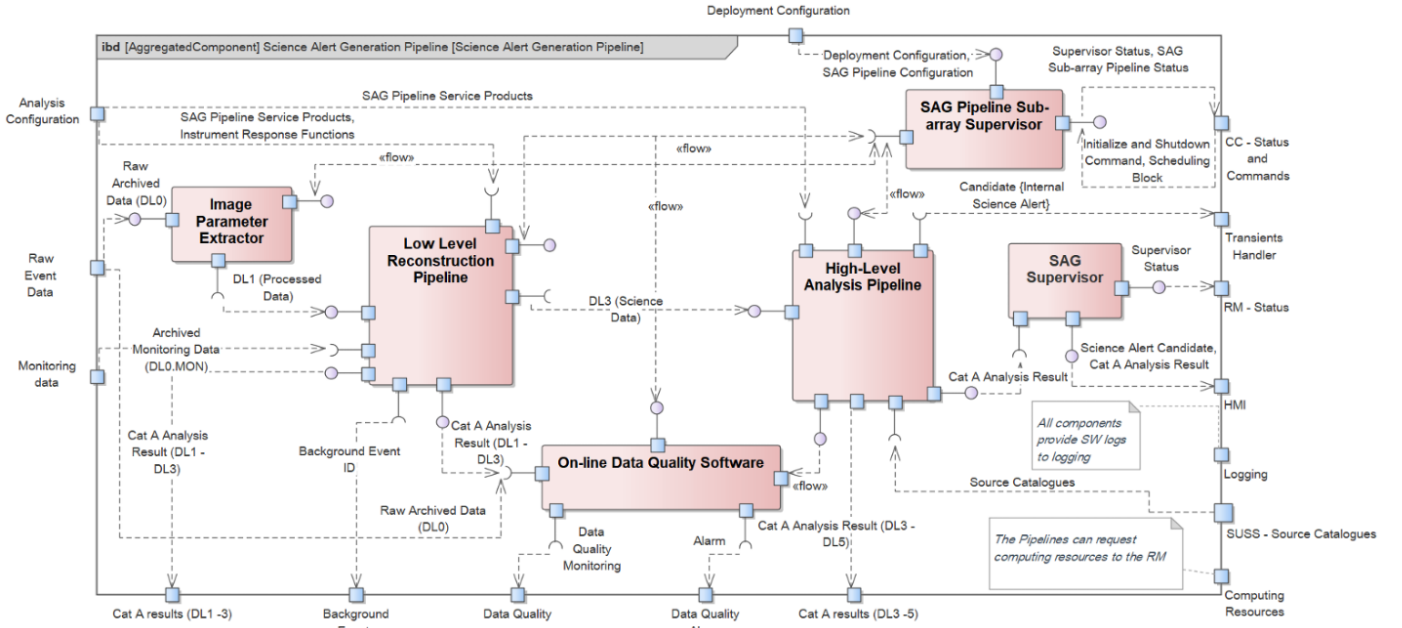 Deployment Configuration
ibd [AggregatedComponent] Science Alert Generation Pipeline [Science Alert Generation Pipeline]
Deployment Configuration,
SAG Pipeline Configuration
Supervisor Status, SAG
Sub-array Pipeline Status
Analysis
Configuration
SAG Pipeline Service Products
SAG Pipeline Service Products,
Instrument Response Functions
SAG Pipeline Sub-
array Supervisor
Initialize and Shutdown
Command, Scheduling
Block
CC - Status
and
Commands
«flow»
«flow»
«flow»
«flow»
Raw
Archived
Data (DL0)
Image
Parameter
Extractor
Low Level
Reconstruction
Pipeline
Candidate {Internal
Science Alert}
Transients
Handler
High-Level
Analysis Pipeline
SAG
Supervisor
Supervisor
Status
RM - Status
Raw
Event
Data
DL1 (Processed
Data)
DL3 (Science
Data)
Archived
Monitoring Data
(DL0.MON)
Monitoring
data
Science Alert Candidate,
Cat A Analysis Result
Cat A Analysis Result
HMI
All components
provide SW logs
to logging
Logging
Cat A Analysis
Result (DL1 -
DL3)
Background Event
ID
Cat A Analysis
Result (DL1 -
DL3)
On-line Data Quality Software
«flow»
Source Catalogues
SUSS - Source Catalogues
Raw Archived Data
(DL0)
Data
Quality
Monitoring
Alarm
Cat A Analysis Result (DL3 -
DL5)
The Pipelines can request
computing resources to the RM
Computing
Resources
Cat A results (DL1 -3)
Background
Data Quality
Data Quality
Cat A results (DL3 -5)